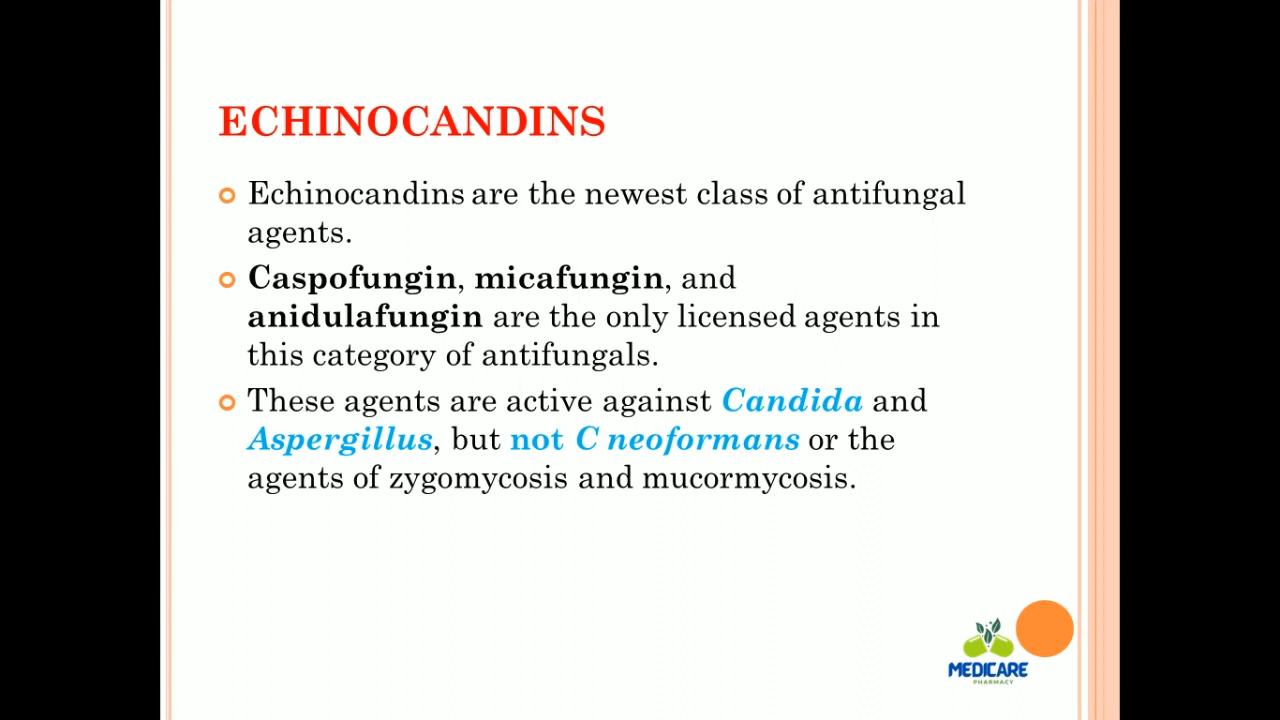 ECHINOCANDINS
Echinocandins are the newest class of antifungal
agents.
Caspofungin, micafungin, and
anidulafungin are the only licensed agents in
this category of antifungals.
These agents are active against Candida and
Aspergillus, but not C neoformans or the
agents of zygomycosis and mucormycosis.
MEDICARE
PHARMACY